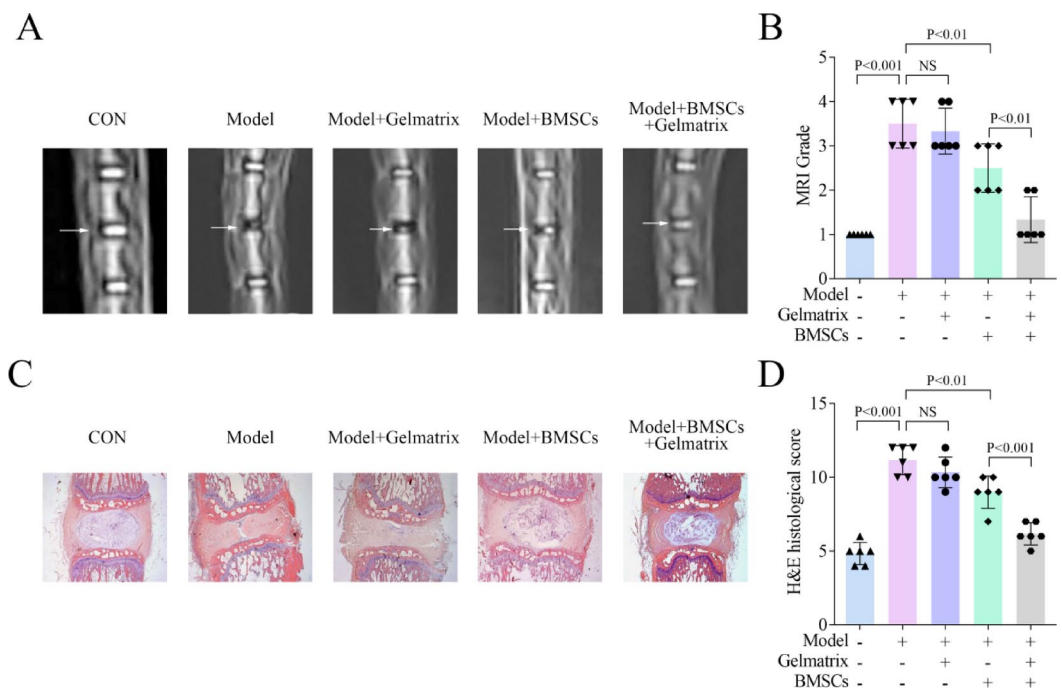 A
CON
Model
Model+Gelmatrix
Model+BMSCs
Model+BMSCs
+Gelmatrix
B
P<0.01
P<0.001
NS
P<0.01
MRI Grade
5
4
3
2
1
0
Model - + + + +
Gelmatrix - - + - +
BMSCs - - - + +
C
CON
Model
Model+Gelmatrix
Model+BMSCs
Model+BMSCs
+Gelmatrix
D
P<0.01
P<0.001
NS
P<0.001
H&E histological score
15
10
5
0
Model - + + + +
Gelmatrix - - + - +
BMSCs - - - + +